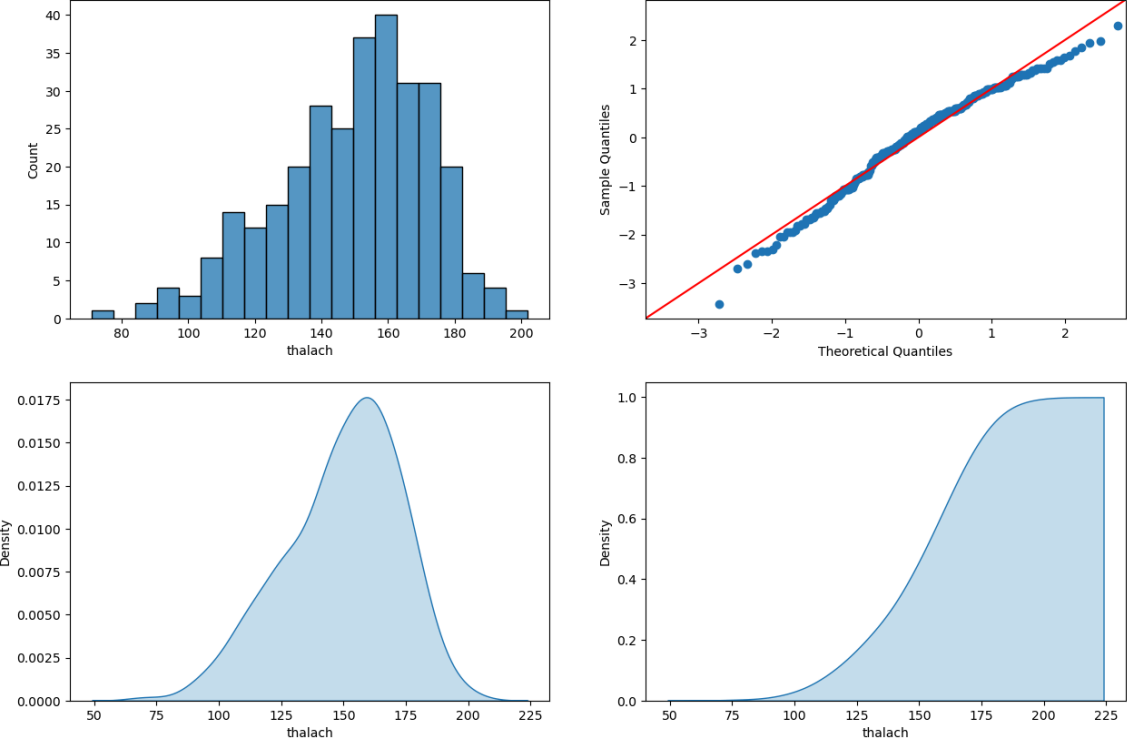 40
35
30
25
20
15
10
5
0
Count
80 100 120 140 160 180 200
thalach
2
1
0
−1
−2
−3
Sample Quantiles
−3 −2 −1 0 1 2
Theoretical Quantiles
0.0175
0.0150
0.0125
0.0100
0.0075
0.0050
0.0025
0.0000
Density
50 75 100 125 150 175 200 225
thalach
1.0
0.8
0.6
0.4
0.2
0.0
Density
50 75 100 125 150 175 200 225
thalach